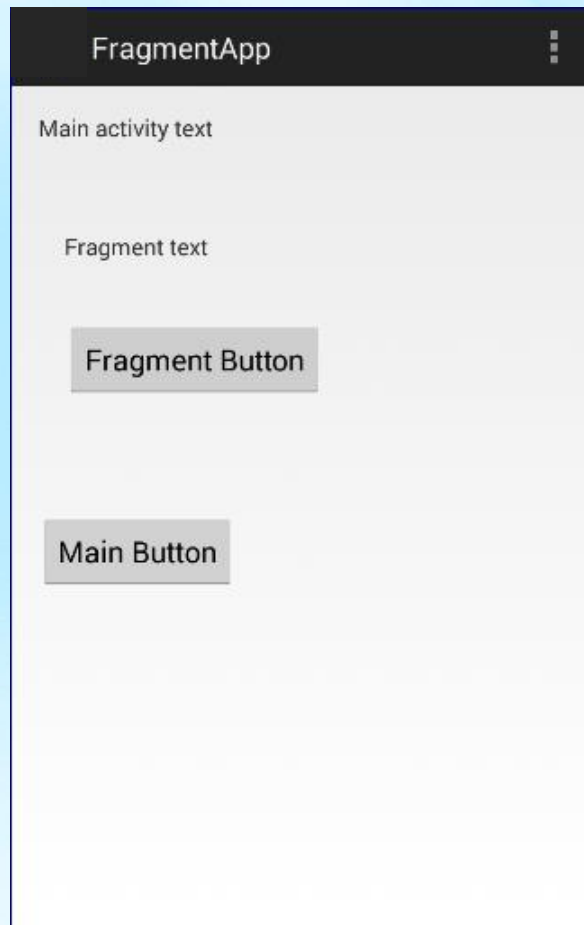 FragmentApp
Main activity text
Fragment text
Fragment Button
Main Button